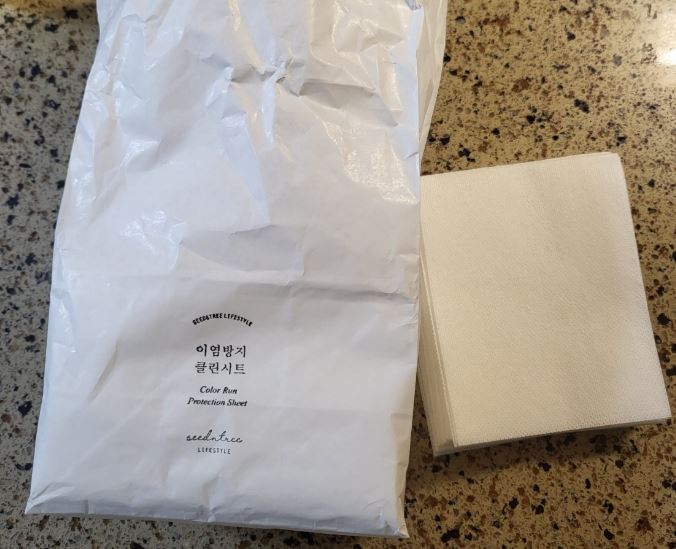 SEED&TREE LIFESTYLE
이염방지
클린시트
Color Run
Protection Sheet
seedntree
LIFESTYLE